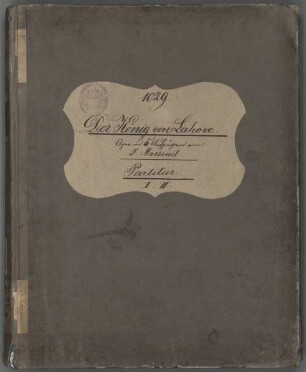 1029
Der König von Lahore
Oper in 5 Aufzügen von
J. Massenet
Partitur
I. II.